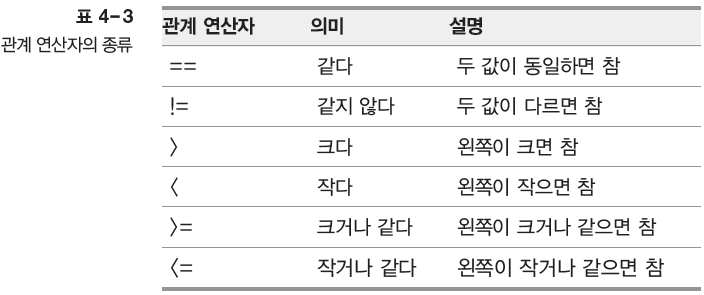 표 4-3
관계 연산자의 종류
관계 연산자 의미 설명
== 같다 두 값이 동일하면 참
!= 같지 않다 두 값이 다르면 참
> 크다 왼쪽이 크면 참
< 작다 왼쪽이 작으면 참
>= 크거나 같다 왼쪽이 크거나 같으면 참
<= 작거나 같다 왼쪽이 작거나 같으면 참